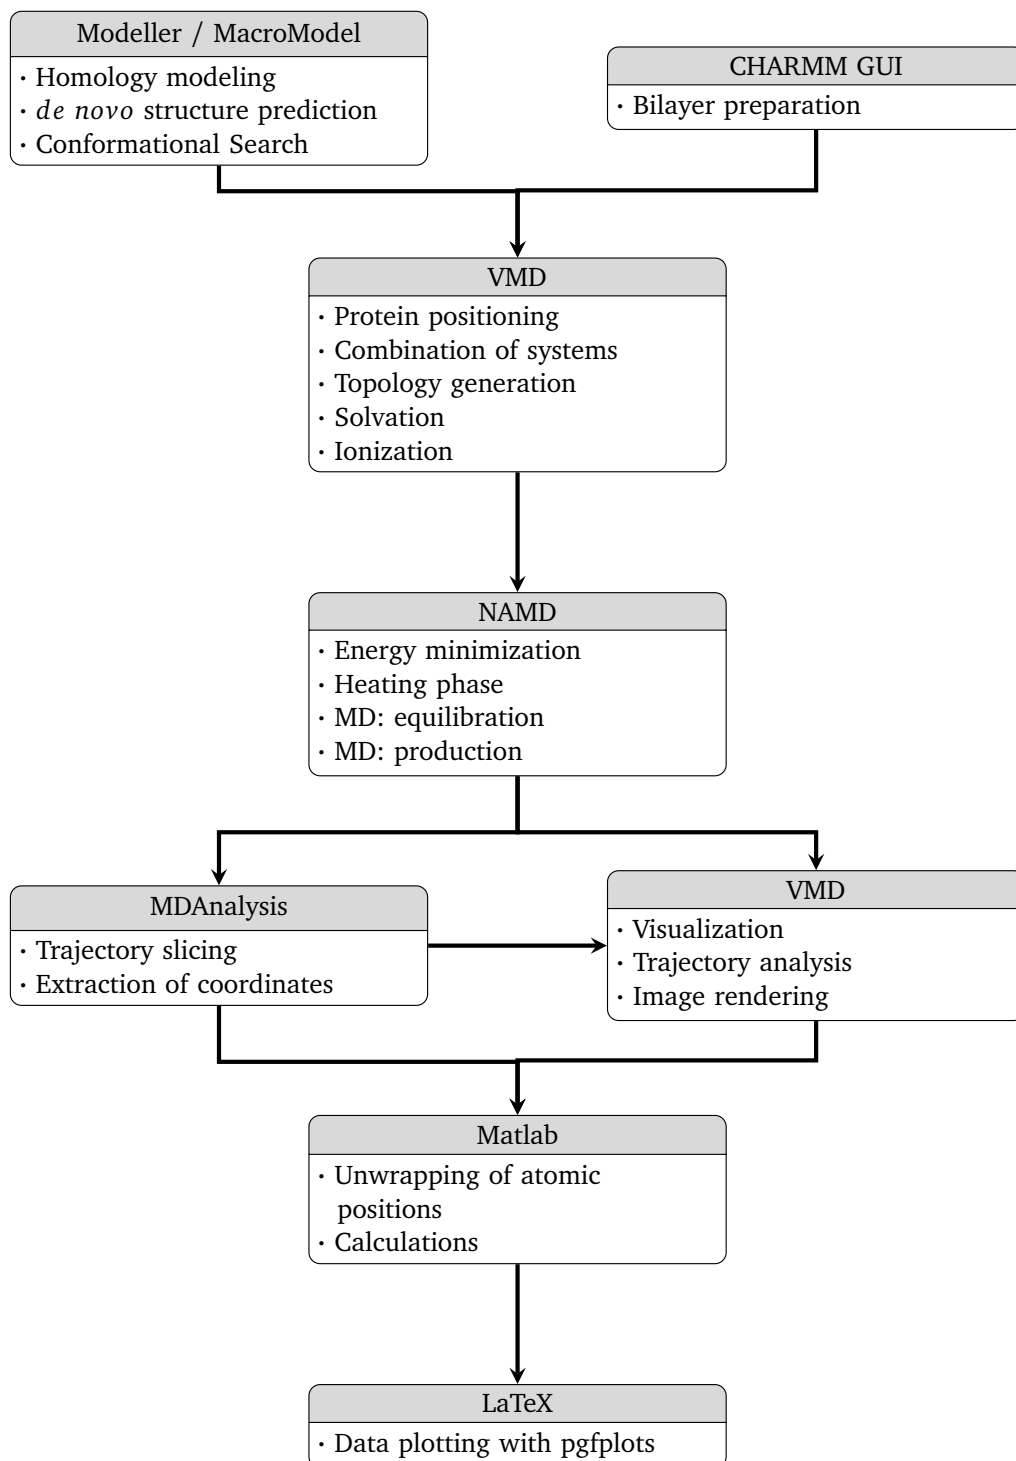 Modeller / MacroModel
· Homology modeling
· de novo structure prediction
· Conformational Search
CHARMM GUI
· Bilayer preparation
VMD
· Protein positioning
· Combination of systems
· Topology generation
· Solvation
· Ionization
NAMD
· Energy minimization
· Heating phase
· MD: equilibration
· MD: production
MDAnalysis
· Trajectory slicing
· Extraction of coordinates
VMD
· Visualization
· Trajectory analysis
· Image rendering
Matlab
· Unwrapping of atomic
positions
· Calculations
LaTeX
· Data plotting with pgfplots